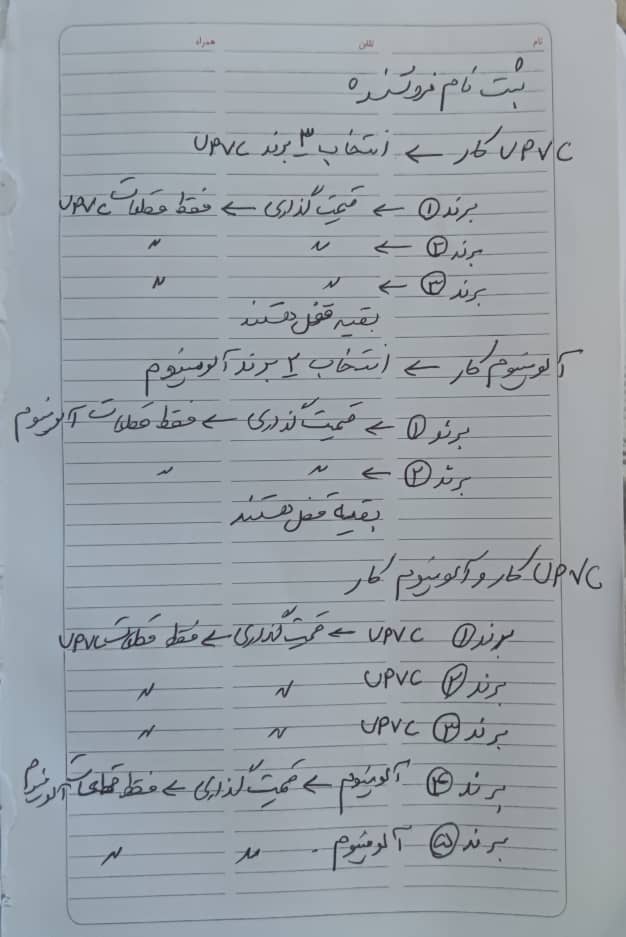 نام تلفن همراه
ثبت نام فروشنده
UPVC کار ← انتخاب ۳ برند UPVC
برند ① ← قیمت گذاری ← فقط قطعات UPVC
برند ② ← 〃 〃
برند ③ ← 〃 〃
بقیه قفل هستند
آلومینیوم کار ← انتخاب ۲ برند آلومینیوم
برند ① ← قیمت گذاری ← فقط قطعات آلومینیوم
برند ② ← 〃 〃
بقیه قفل هستند
UPVC کار و آلومینیوم کار
برند ① UPVC ← قیمت گذاری ← فقط قطعات UPVC
برند ② UPVC 〃 〃
برند ③ UPVC 〃 〃
برند ④ آلومینیوم ← قیمت گذاری ← فقط قطعات آلومینیوم
برند ⑤ آلومینیوم 〃 〃